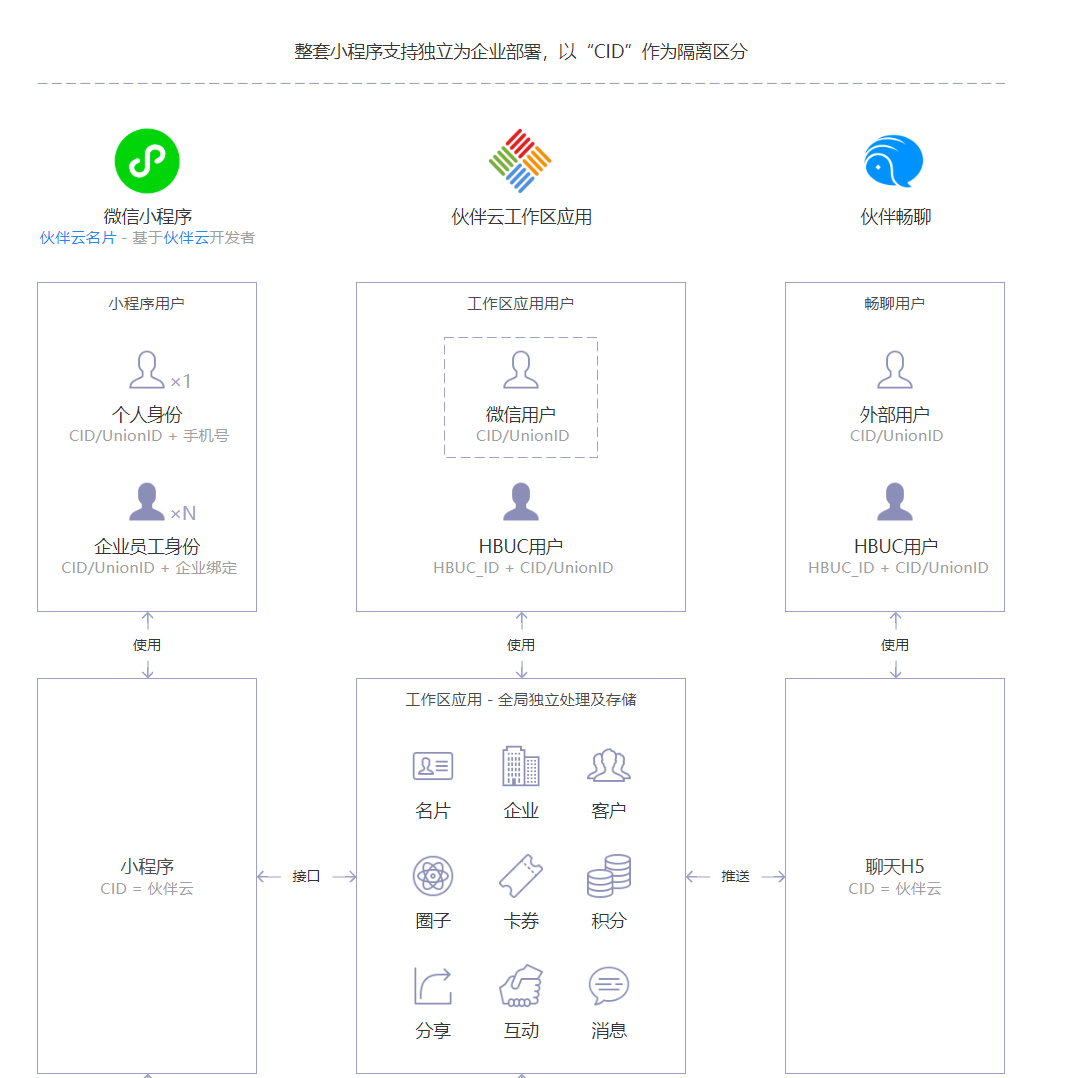 整套小程序支持独立为企业部署，以“CID”作为隔离区分
微信小程序
伙伴云名片 - 基于伙伴云开发者
伙伴云工作区应用
伙伴畅聊
小程序用户
×1
个人身份
CID/UnionID + 手机号
×N
企业员工身份
CID/UnionID + 企业绑定
工作区应用用户
微信用户
CID/UnionID
HBUC用户
HBUC_ID + CID/UnionID
畅聊用户
外部用户
CID/UnionID
HBUC用户
HBUC_ID + CID/UnionID
使用
使用
使用
小程序
CID = 伙伴云
接口
工作区应用 - 全局独立处理及存储
名片
企业
客户
圈子
卡券
积分
分享
互动
消息
推送
聊天H5
CID = 伙伴云